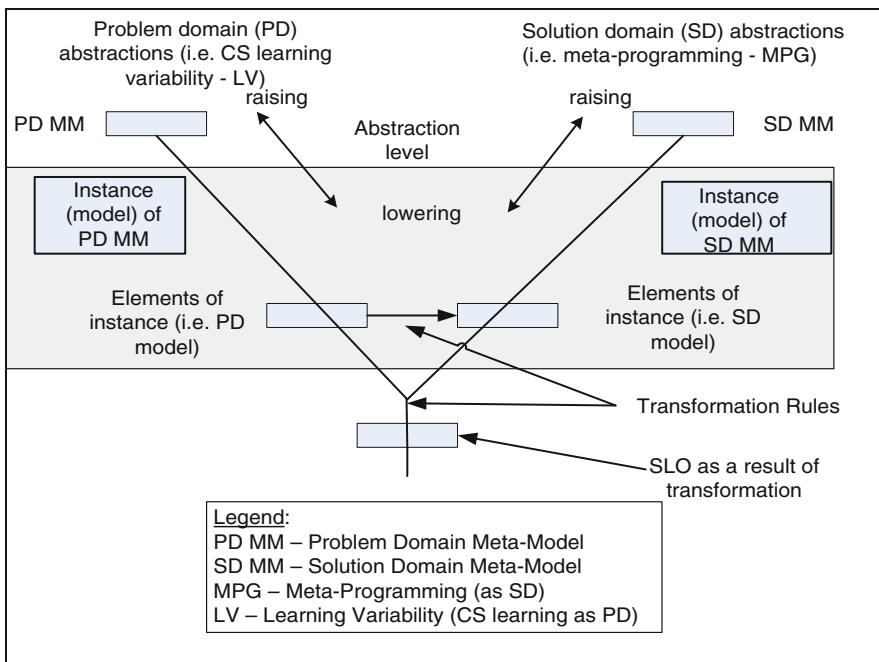 Problem domain (PD)
abstractions (i.e. CS learning
variability - LV)
Solution domain (SD) abstractions
(i.e. meta-programming - MPG)
raising
raising
PD MM
Abstraction
level
SD MM
Instance
(model) of
PD MM
lowering
Instance
(model) of
SD MM
Elements of
instance (i.e. PD
model)
Elements of
instance (i.e. SD
model)
Transformation Rules
SLO as a result of
transformation
Legend:
PD MM – Problem Domain Meta-Model
SD MM – Solution Domain Meta-Model
MPG – Meta-Programming (as SD)
LV – Learning Variability (CS learning as PD)